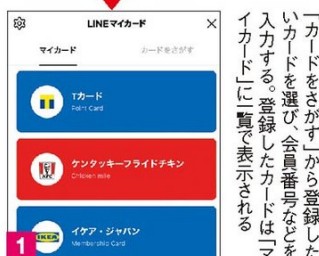 LINEマイカード
マイカード カードをさがす
Tカード
Point Card
ケンタッキーフライドチキン
Chicken mile
イケア・ジャパン
Membership Card
KFC
IKEA
1
「カードをさがす」から登録した
いカードを選び、会員番号などを
入力する。登録したカードは「マ
イカード」に一覧で表示される